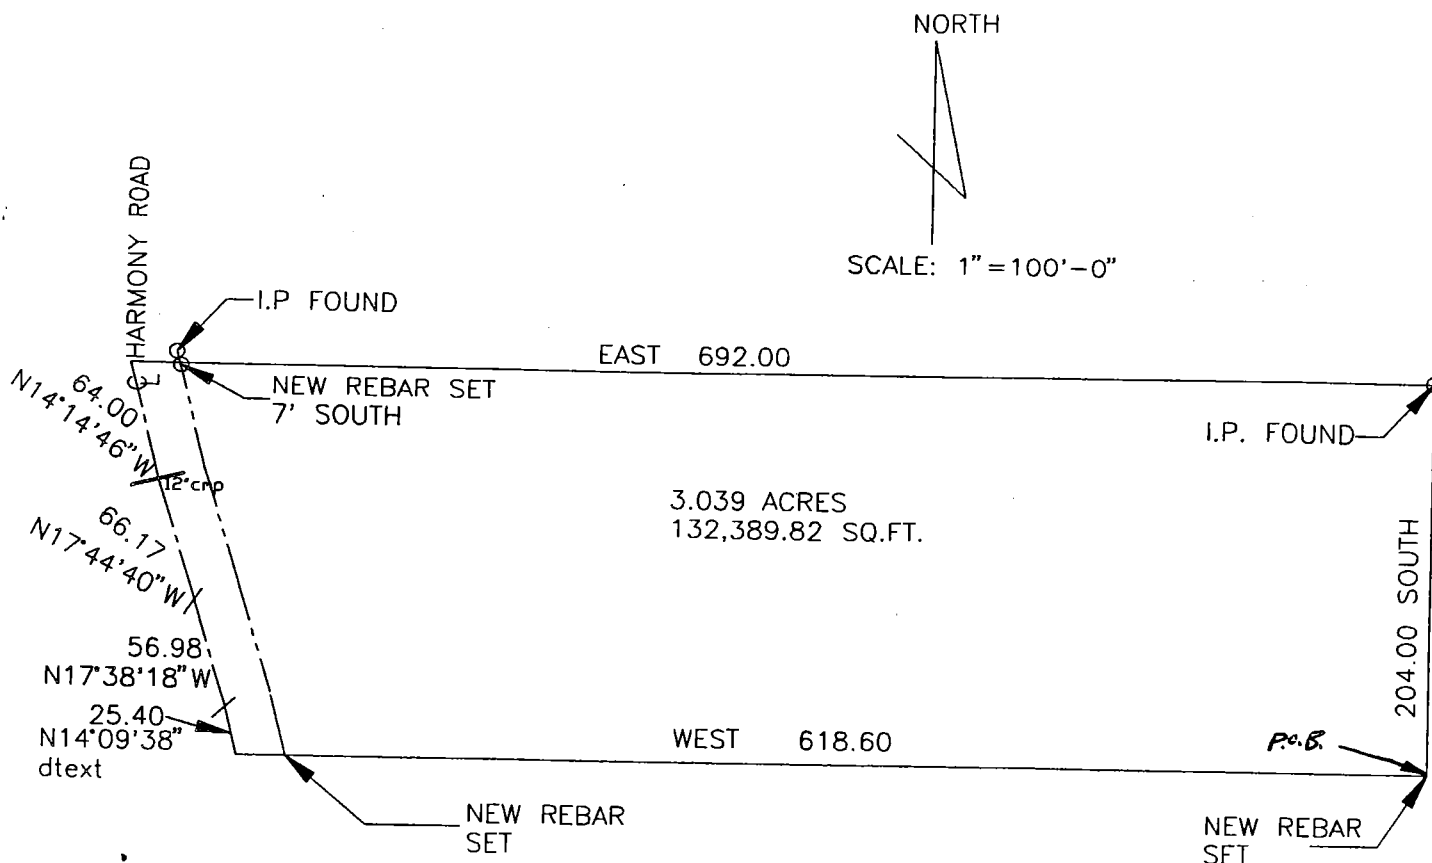 NORTH
SCALE: 1"=100'-0"
HARMONY ROAD
I.P FOUND
EAST 692.00
NEW REBAR SET
7' SOUTH
I.P. FOUND
64.00
N14°14'46"W
12"cmp
66.17
N17°44'40"W
3.039 ACRES
132,389.82 SQ.FT.
204.00 SOUTH
56.98
N17°38'18"W
25.40
N14°09'38"
dtext
WEST 618.60
P.O.B.
NEW REBAR
SET
NEW REBAR
SET